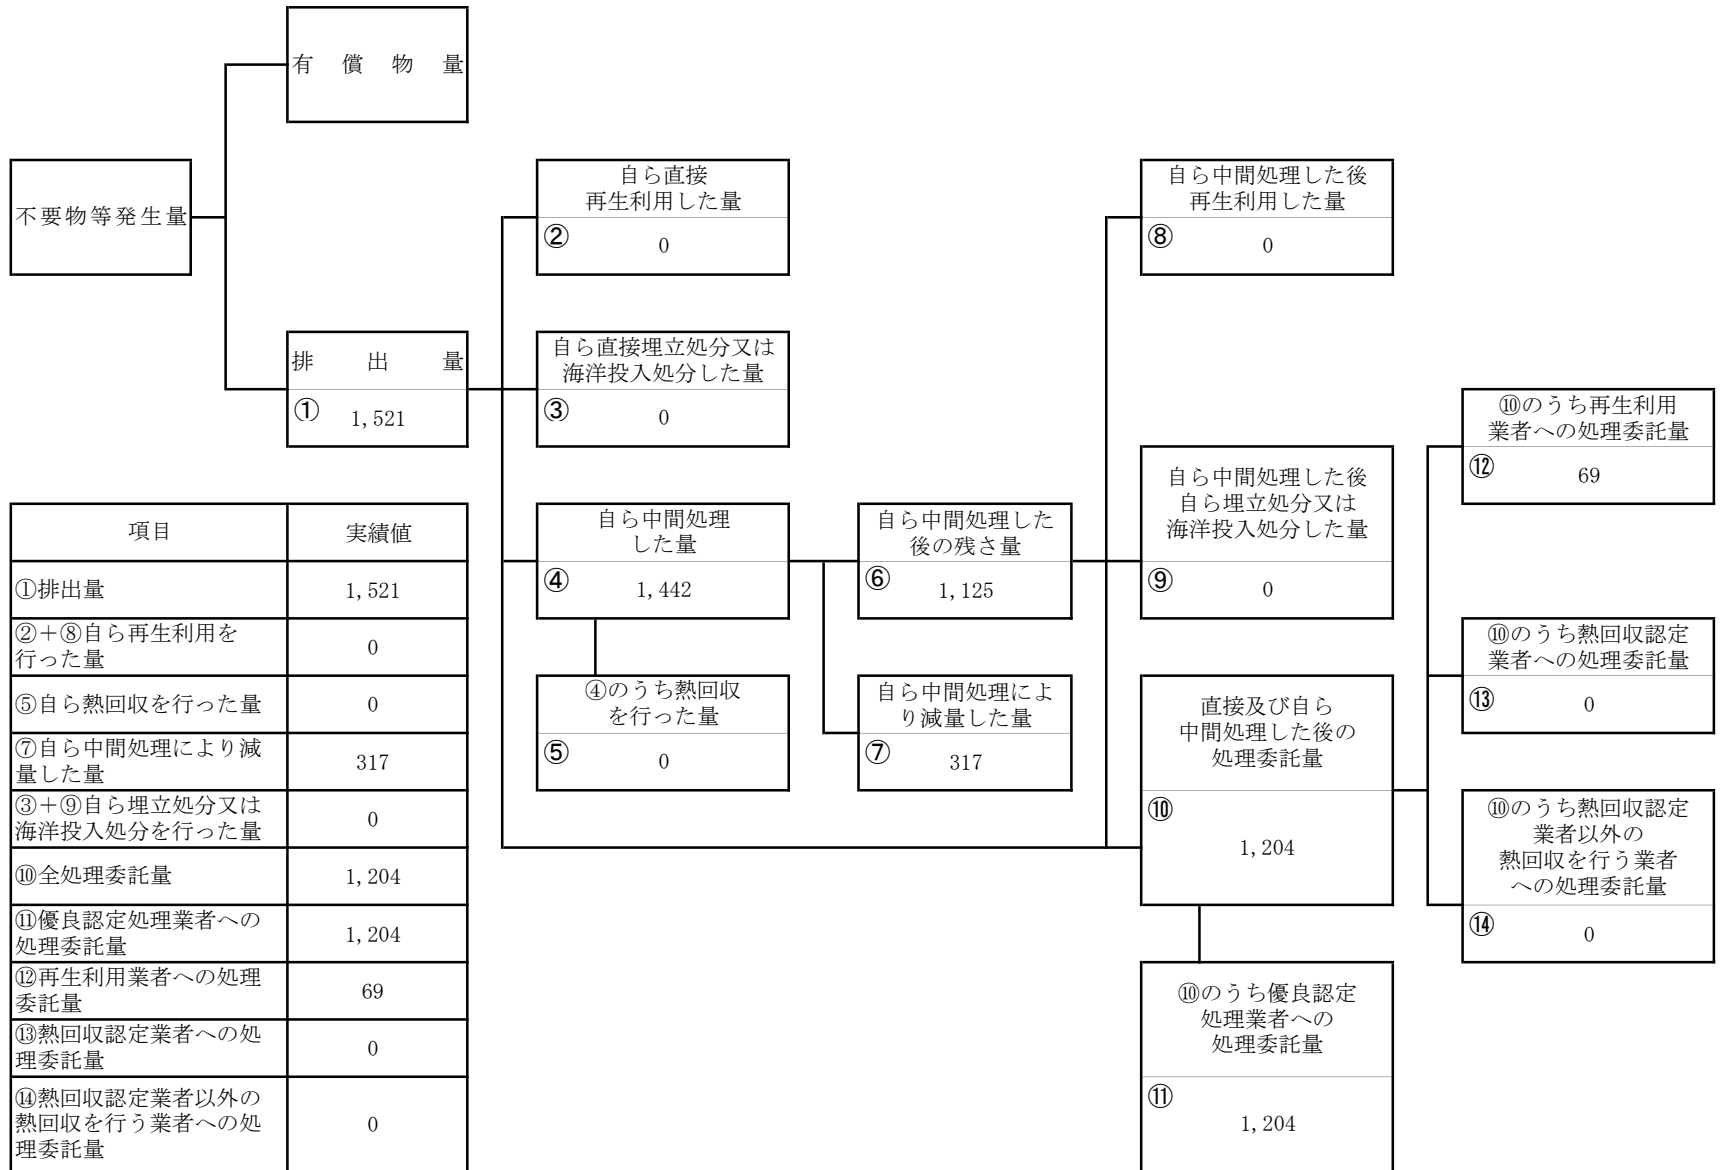 有償物量
不要物等発生量
排出量
① 1,521
自ら直接
再生利用した量
② 0
自ら直接埋立処分又は
海洋投入処分した量
③ 0
自ら中間処理
した量
④ 1,442
④のうち熱回収
を行った量
⑤ 0
自ら中間処理した
後の残さ量
⑥ 1,125
自ら中間処理によ
り減量した量
⑦ 317
自ら中間処理した後
再生利用した量
⑧ 0
自ら中間処理した後
自ら埋立処分又は
海洋投入処分した量
⑨ 0
直接及び自ら
中間処理した後の
処理委託量
⑩
1,204
⑩のうち優良認定
処理業者への
処理委託量
⑪
1,204
⑩のうち再生利用
業者への処理委託量
⑫ 69
⑩のうち熱回収認定
業者への処理委託量
⑬ 0
⑩のうち熱回収認定
業者以外の
熱回収を行う業者
への処理委託量
⑭ 0
項目 実績値
①排出量 1,521
②+⑧自ら再生利用を
行った量 0
⑤自ら熱回収を行った量 0
⑦自ら中間処理により減
量した量 317
③+⑨自ら埋立処分又は
海洋投入処分を行った量 0
⑩全処理委託量 1,204
⑪優良認定処理業者への
処理委託量 1,204
⑫再生利用業者への処理
委託量 69
⑬熱回収認定業者への処
理委託量 0
⑭熱回収認定業者以外の
熱回収を行う業者への処
理委託量 0